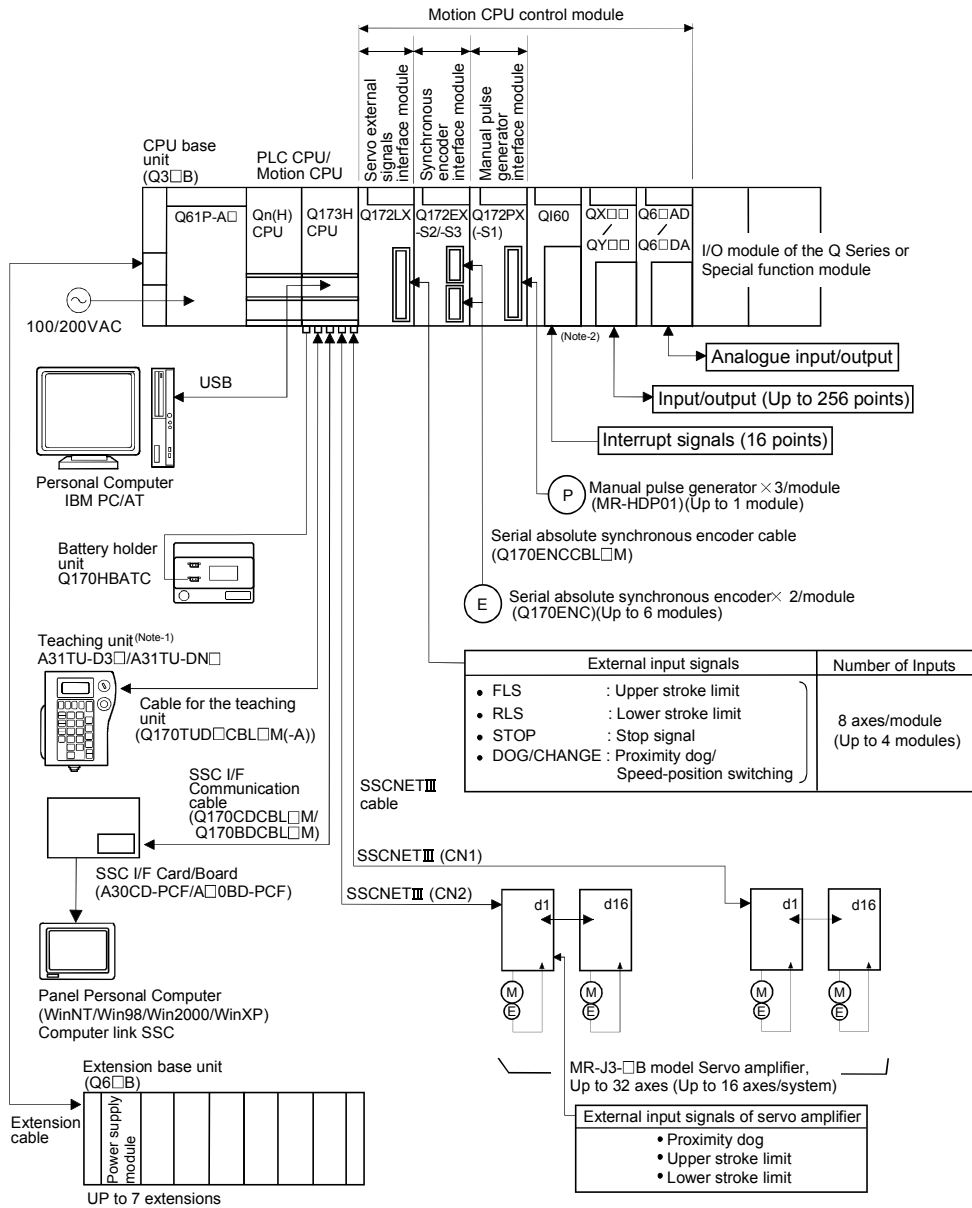 Motion CPU control module
Servo external
signals
interface module
Synchronous
encoder
interface module
Manual pulse
generator
interface module
CPU base
unit
(Q3□B)
PLC CPU/
Motion CPU
Q61P-A□
Qn(H)
CPU
Q173H
CPU
Q172LX
Q172EX
-S2/-S3
Q172PX
(-S1)
QI60
QX□□
/
QY□□
Q6□AD
/
Q6□DA
I/O module of the Q Series or
Special function module
100/200VAC
(Note-2)
USB
Analogue input/output
Input/output (Up to 256 points)
Interrupt signals (16 points)
Personal Computer
IBM PC/AT
P
Manual pulse generator × 3/module
(MR-HDP01)(Up to 1 module)
Serial absolute synchronous encoder cable
(Q170ENCCBL□M)
Battery holder
unit
Q170HBATC
E
Serial absolute synchronous encoder× 2/module
(Q170ENC)(Up to 6 modules)
Teaching unit(Note-1)
A31TU-D3□/A31TU-DN□
Cable for the teaching
unit
(Q170TUD□CBL□M(-A))
External input signals
Number of Inputs
• FLS : Upper stroke limit
• RLS : Lower stroke limit
• STOP : Stop signal
• DOG/CHANGE : Proximity dog/
Speed-position switching
8 axes/module
(Up to 4 modules)
SSC I/F
Communication
cable
(Q170CDCBL□M/
Q170BDCBL□M)
SSCNETⅢ
cable
SSCNETⅢ (CN1)
SSC I/F Card/Board
(A30CD-PCF/A□0BD-PCF)
SSCNETⅢ (CN2)
d1
d16
d1
d16
M
E
M
E
M
E
M
E
Panel Personal Computer
(WinNT/Win98/Win2000/WinXP)
Computer link SSC
MR-J3-□B model Servo amplifier,
Up to 32 axes (Up to 16 axes/system)
Extension base unit
(Q6□B)
Extension
cable
Power supply
module
UP to 7 extensions
External input signals of servo amplifier
• Proximity dog
• Upper stroke limit
• Lower stroke limit